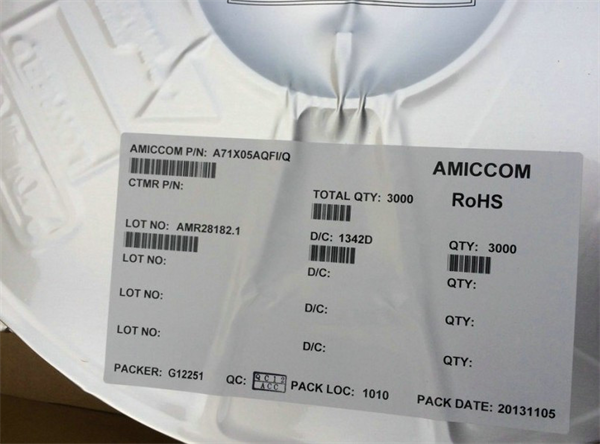 AMICCOM P/N: A71X05AQFI/Q
AMICCOM
CTMR P/N:
TOTAL QTY: 3000
RoHS
LOT NO: AMR28182.1
D/C: 1342D
QTY: 3000
LOT NO:
D/C:
QTY:
LOT NO:
D/C:
QTY:
LOT NO:
D/C:
QTY:
PACKER: G12251
QC:
ACC
PACK LOC: 1010
PACK DATE: 20131105